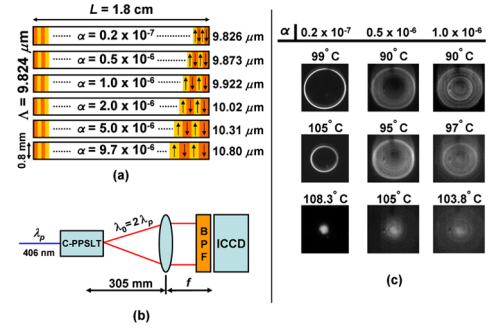 L = 1.8 cm
Λ = 9.824 μm
α = 0.2 x 10⁻⁷ 9.826 μm
α = 0.5 x 10⁻⁶ 9.873 μm
α = 1.0 x 10⁻⁶ 9.922 μm
α = 2.0 x 10⁻⁶ 10.02 μm
α = 5.0 x 10⁻⁶ 10.31 μm
α = 9.7 x 10⁻⁶ 10.80 μm
0.8 mm
(a)
λp
406 nm
C-PPSLT
λ₀=2λp
BPF
ICCD
305 mm
f
(b)
α 0.2 x 10⁻⁷ 0.5 x 10⁻⁶ 1.0 x 10⁻⁶
99°C 90°C 90°C
105°C 95°C 97°C
108.3°C 105°C 103.8°C
(c)